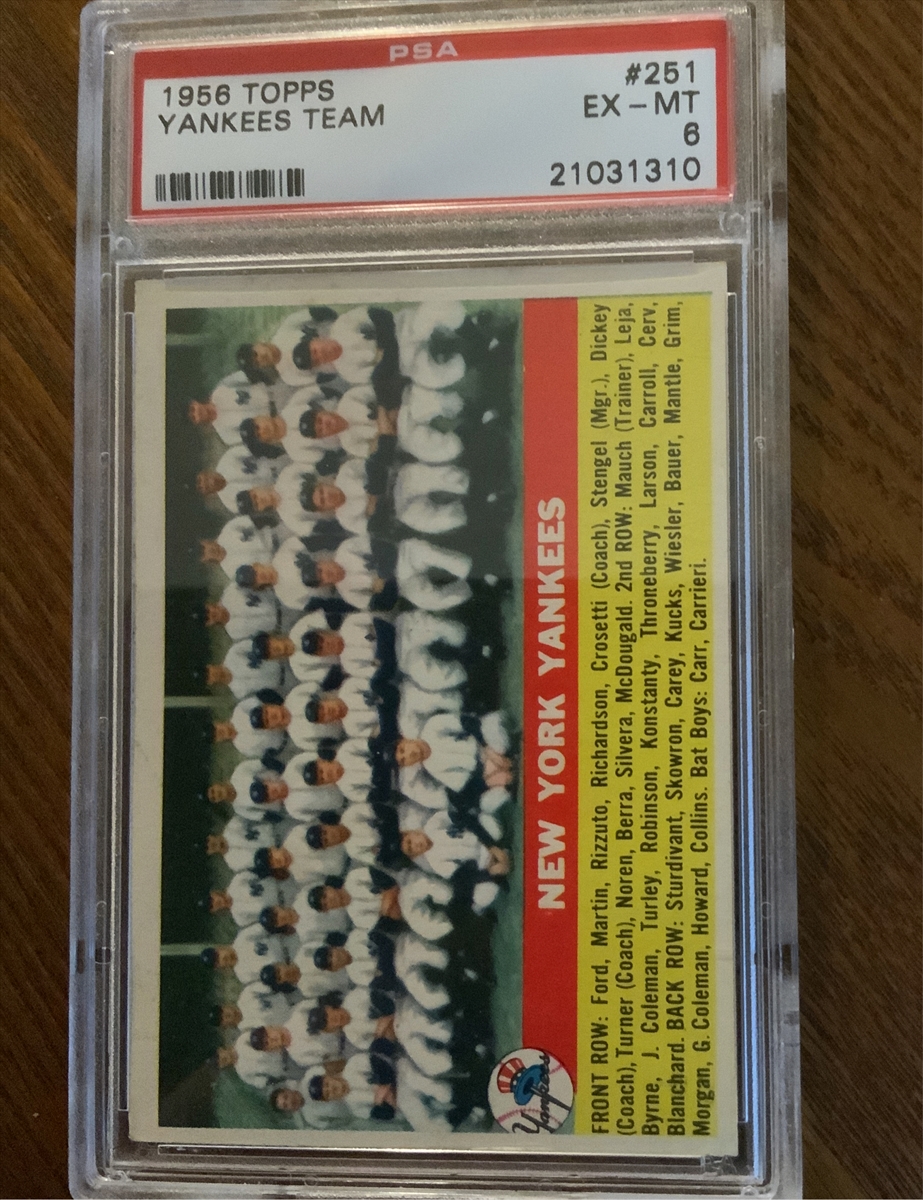 PSA
1956 TOPPS #251
YANKEES TEAM EX - MT
6
21031310
NEW YORK YANKEES
Yankees
FRONT ROW: Ford, Martin, Rizzuto, Richardson, Crosetti (Coach), Stengel (Mgr.), Dickey
(Coach), Turner (Coach), Noren, Berra, Silvera, McDougald. 2nd ROW: Mauch (Trainer), Leja,
Byrne, J. Coleman, Turley, Robinson, Konstanty, Throneberry, Larson, Carroll, Cerv,
Blanchard. BACK ROW: Sturdivant, Skowron, Carey, Kucks, Wiesler, Bauer, Mantle, Grim,
Morgan, G. Coleman, Howard, Collins. Bat Boys: Carr, Carrieri.